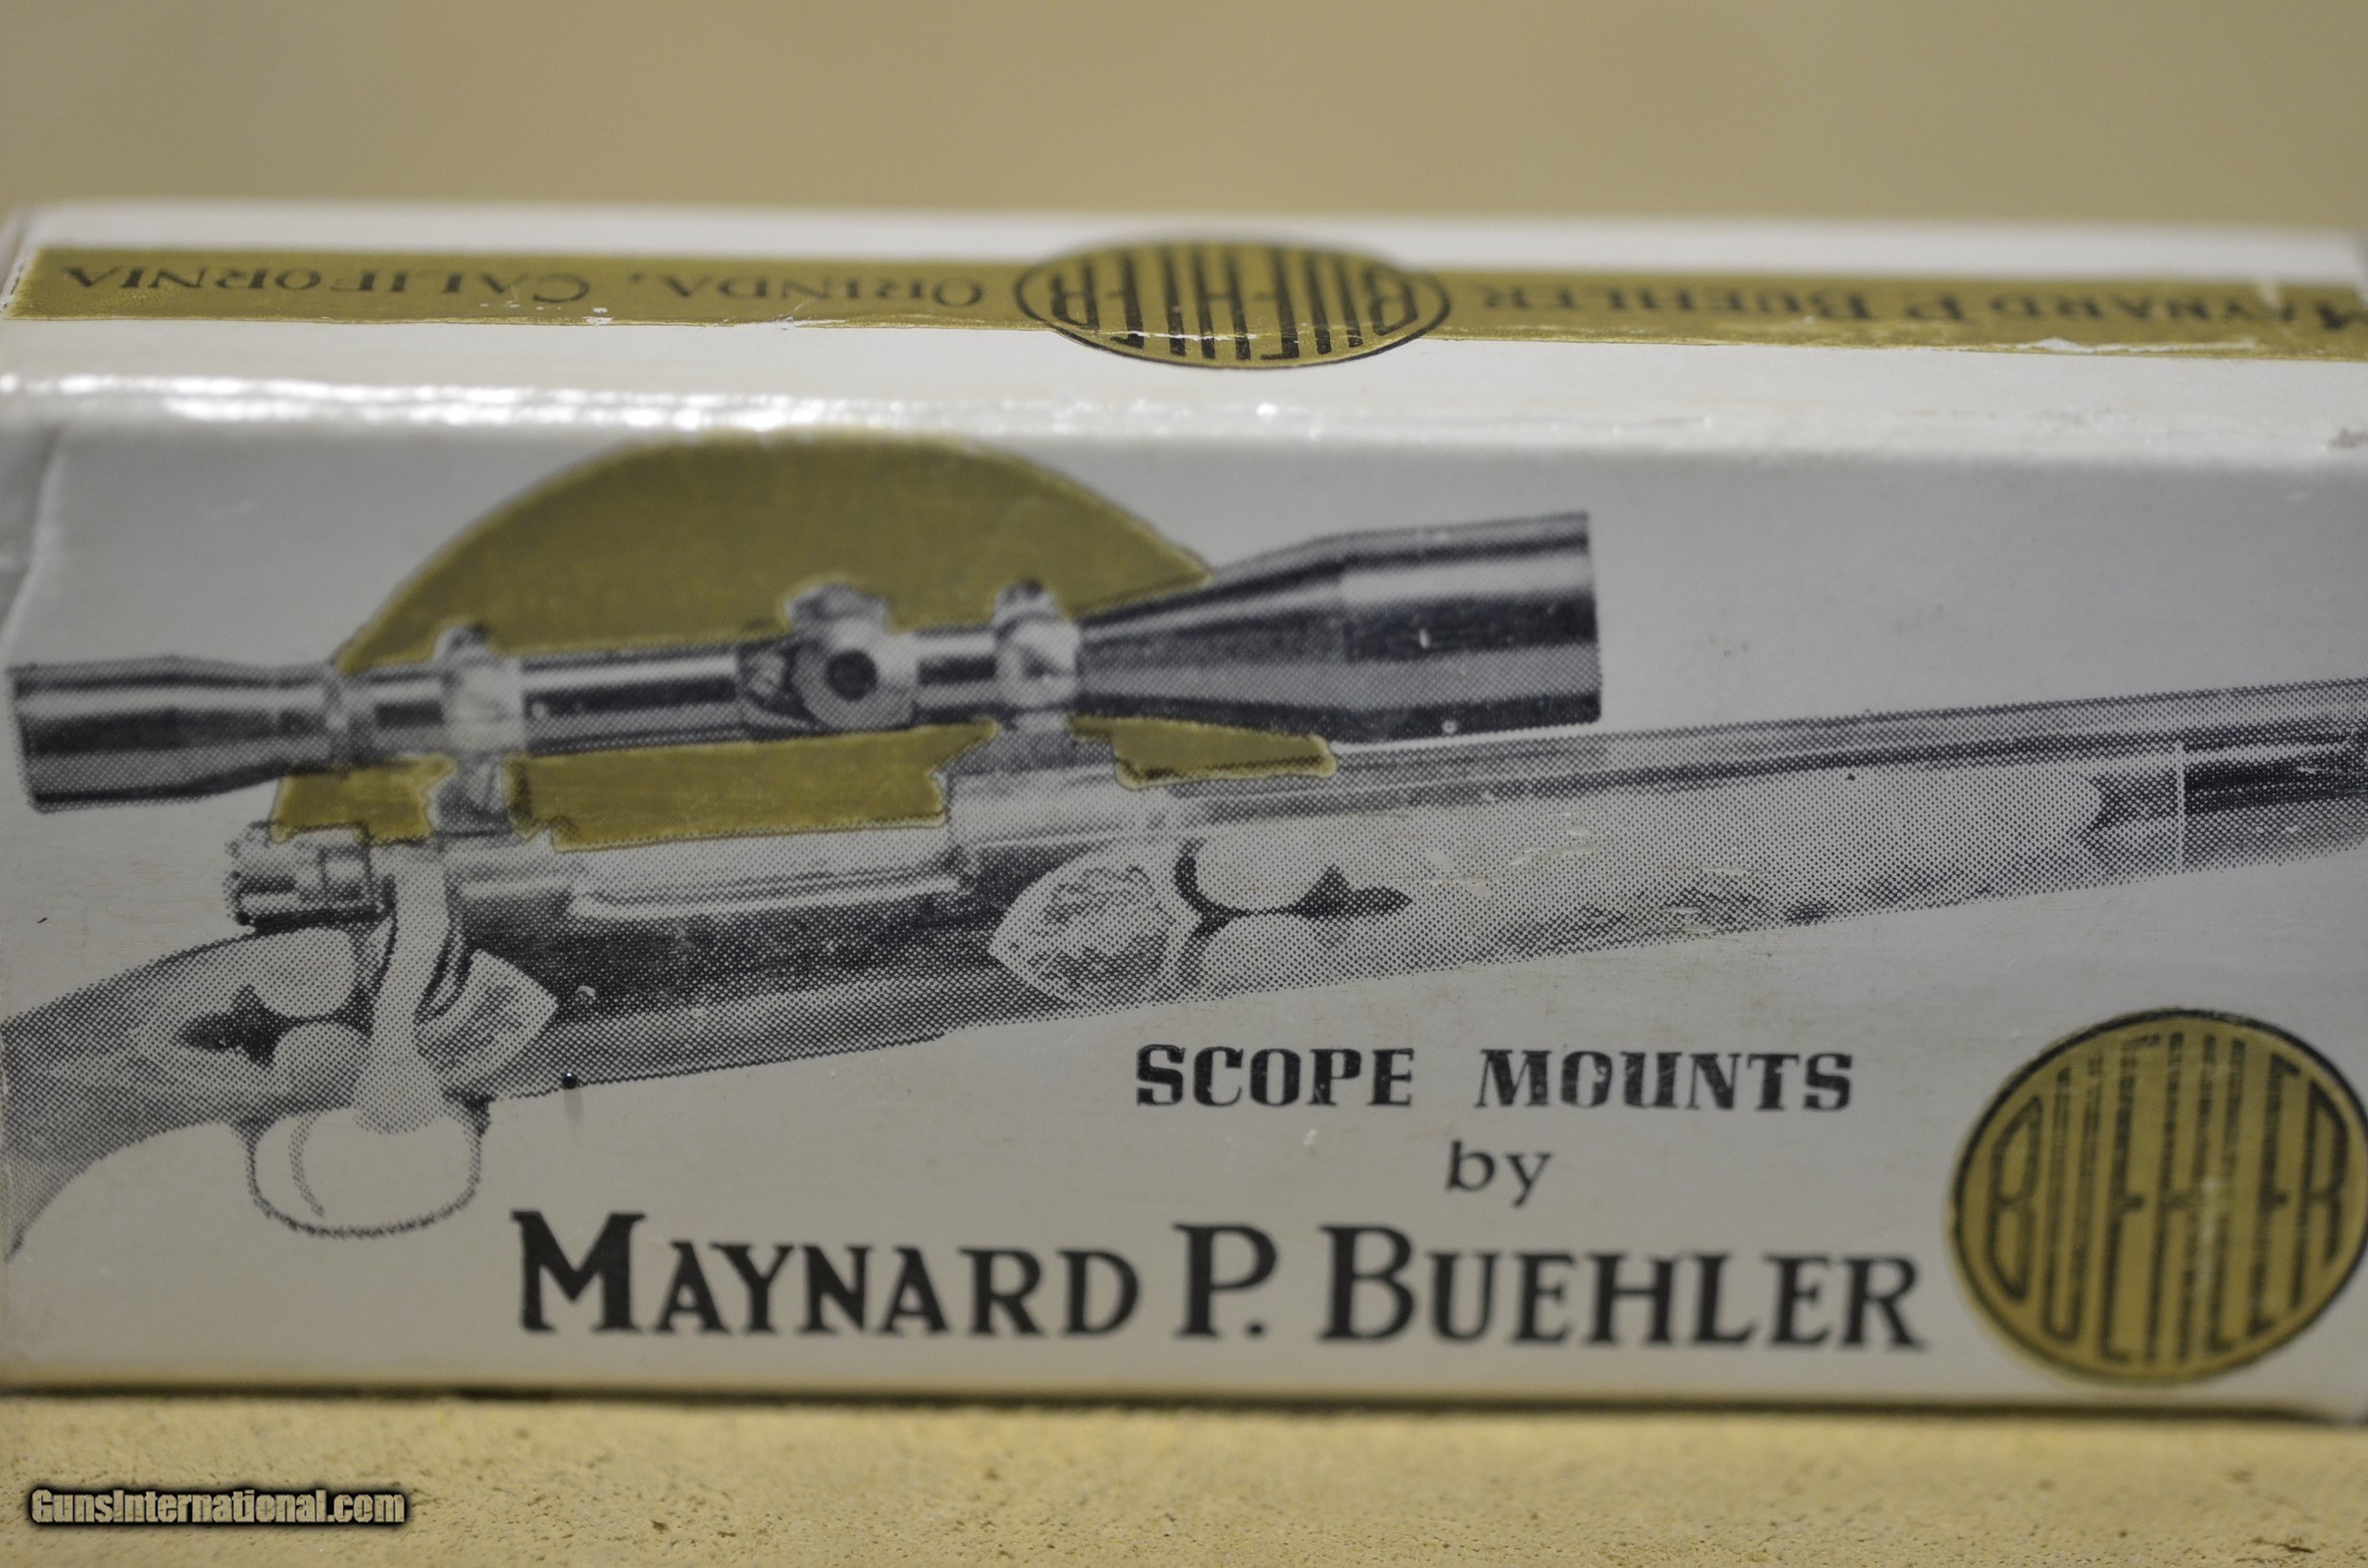 MAYNARD P. BUEHLER BUEHLER ORINDA, CALIFORNIA
SCOPE MOUNTS
by
MAYNARD P. BUEHLER
BUEHLER
GunsInternational.com